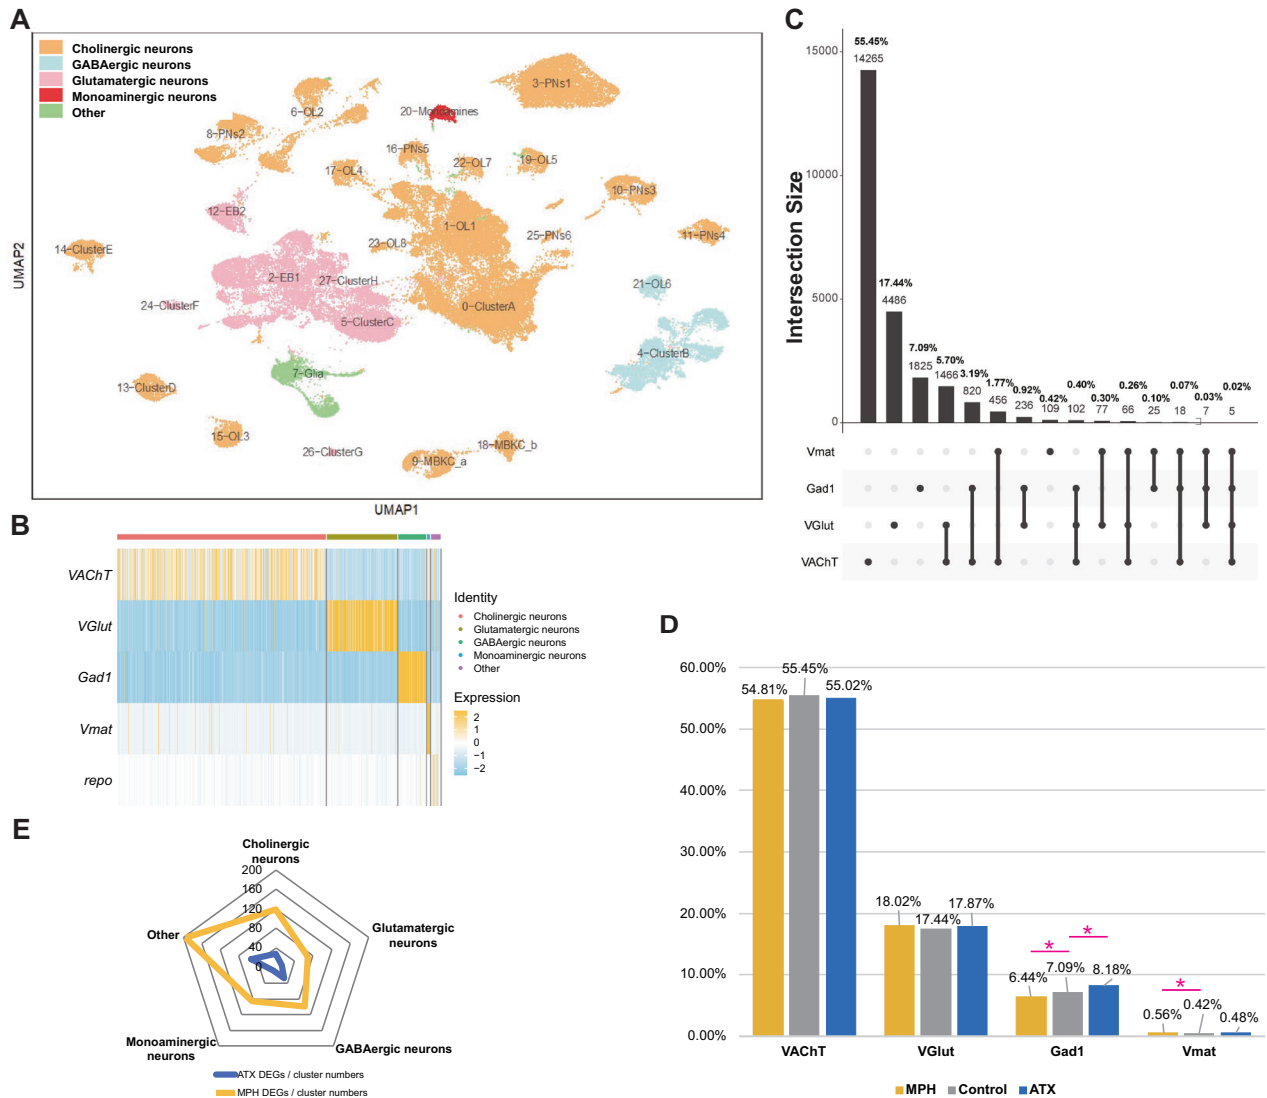 A
Cholinergic neurons
GABAergic neurons
Glutamatergic neurons
Monoaminergic neurons
Other
3-PNs1
6-OL2
20-Monoamines
8-PNs2
16-PNs5
22-OL7
19-OL5
17-OL4
10-PNs3
12-EB2
1-OL1
25-PNs6
11-PNs4
14-ClusterE
23-OL8
2-EB1
27-ClusterH
21-OL6
24-ClusterF
0-ClusterA
5-ClusterC
4-ClusterB
7-Glia
13-ClusterD
15-OL3
26-ClusterG
9-MBKC_a
18-MBKC_b
UMAP2
UMAP1
B
VAChT
VGlut
Gad1
Vmat
repo
Identity
Cholinergic neurons
Glutamatergic neurons
GABAergic neurons
Monoaminergic neurons
Other
Expression
2
1
0
−1
−2
C
Intersection Size
15000
10000
5000
0
55.45%
14265
17.44%
4486
7.09%
1825
5.70%
1466
3.19%
820
1.77%
456
0.92%
236
0.42%
109
0.40%
102
0.30%
77
0.26%
66
0.10%
25
0.07%
18
0.03%
7
0.02%
5
Vmat
Gad1
VGlut
VAChT
D
60.00%
50.00%
40.00%
30.00%
20.00%
10.00%
0.00%
54.81%
55.45%
55.02%
18.02%
17.44%
17.87%
6.44%
7.09%
8.18%
0.56%
0.42%
0.48%
*
*
*
VAChT
VGlut
Gad1
Vmat
MPH
Control
ATX
E
Cholinergic
neurons
200
160
120
80
40
0
Glutamatergic
neurons
GABAergic neurons
Monoaminergic
neurons
Other
ATX DEGs / cluster numbers
MPH DEGs / cluster numbers